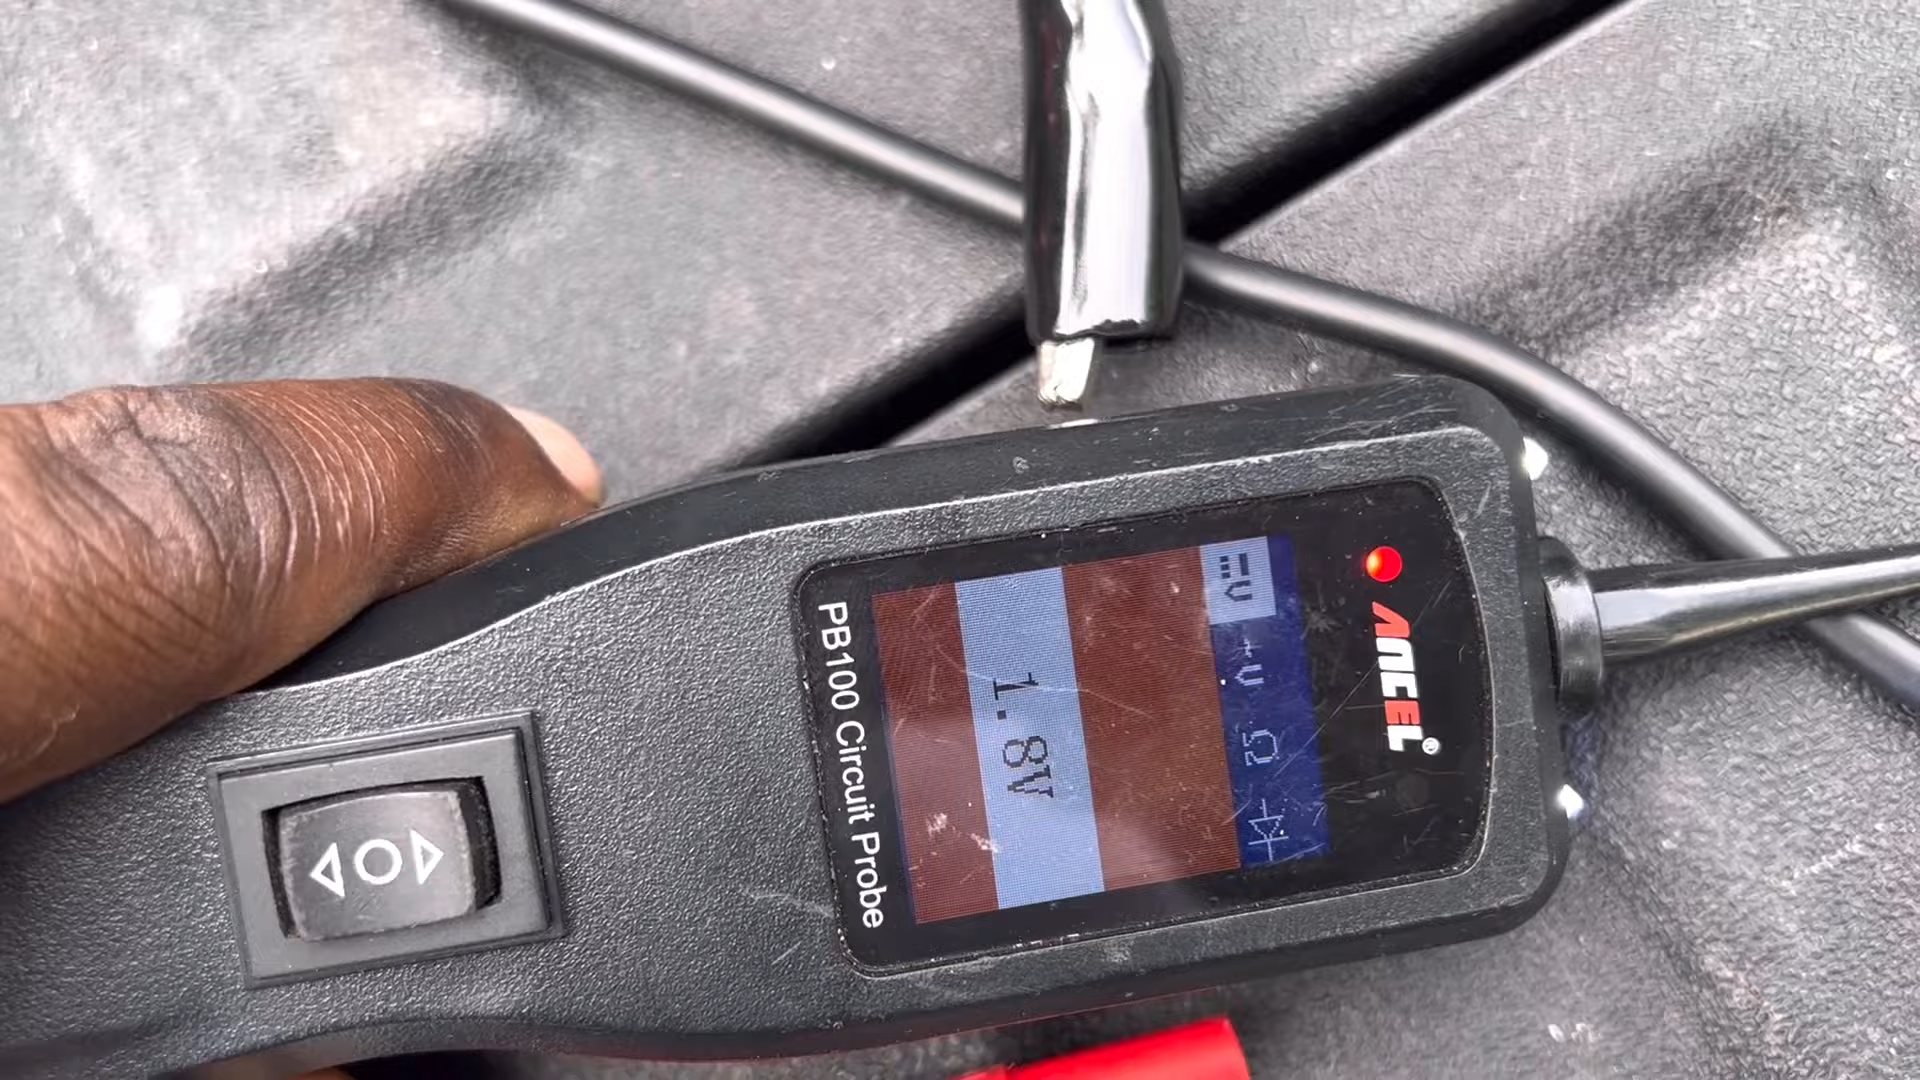 ANCEL®
V
V~
Ω
1.8V
PB100 Circuit Probe